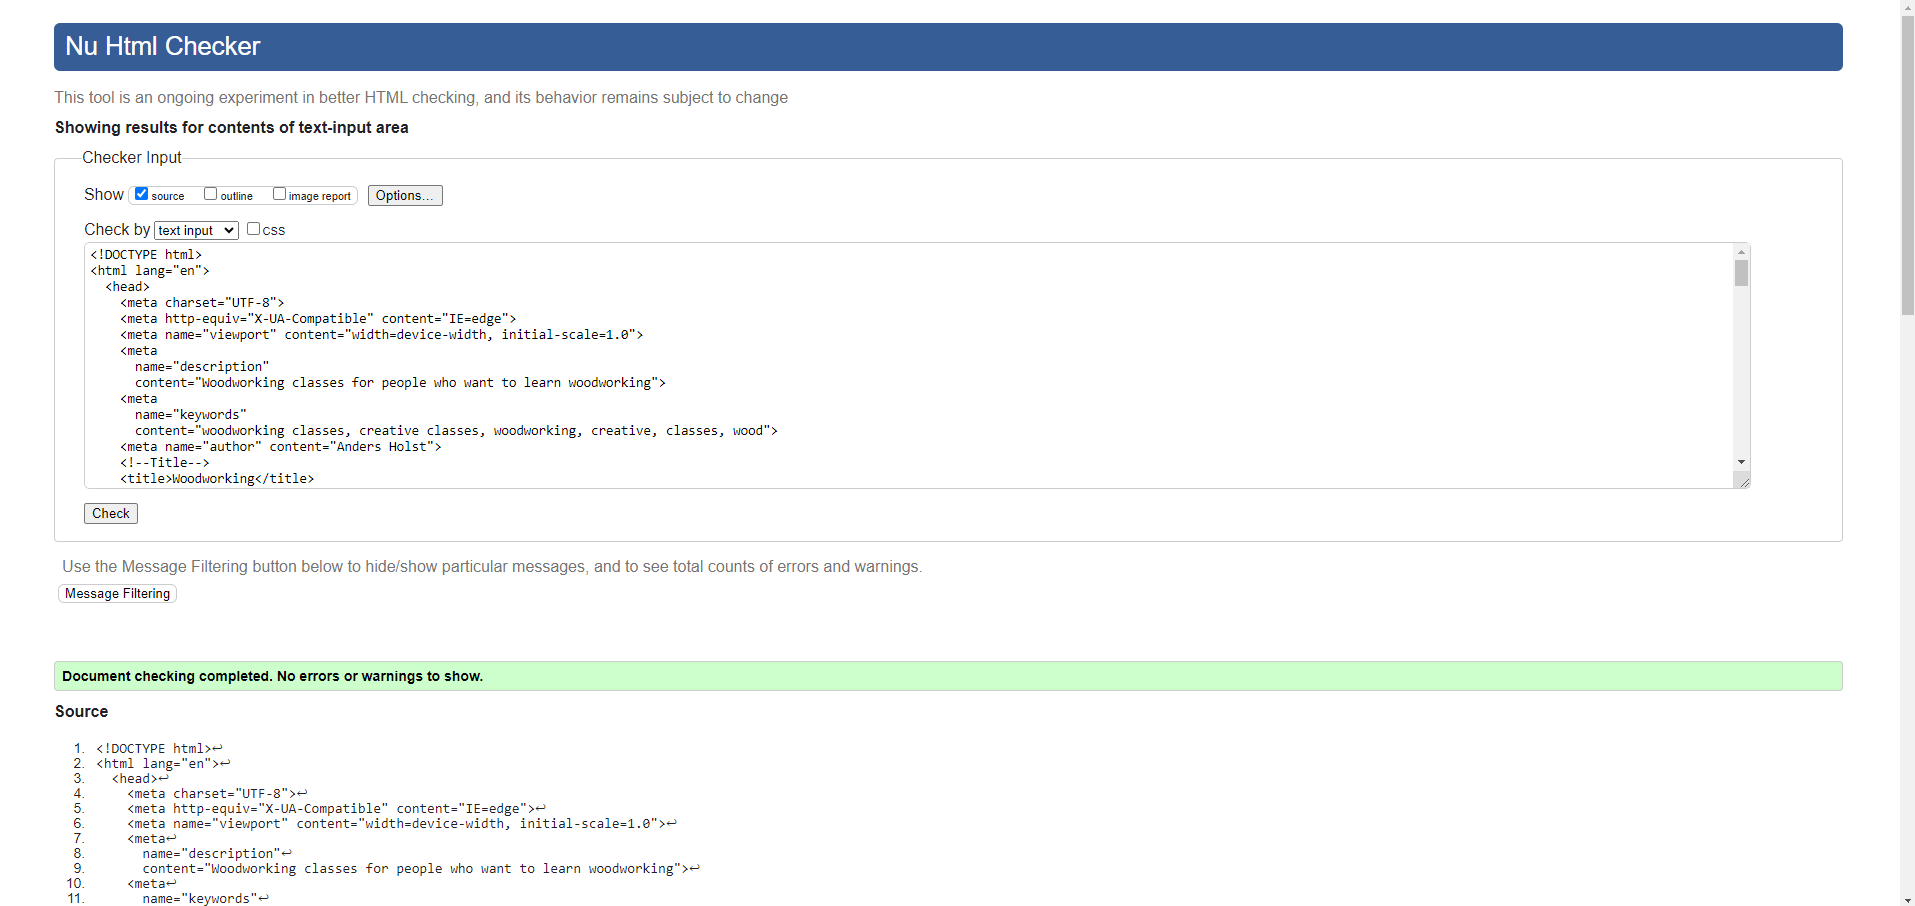 Nu Html Checker
This tool is an ongoing experiment in better HTML checking, and its behavior remains subject to change
Showing results for contents of text-input area
Checker Input
Show source outline image report Options...
Check by text input css
<!DOCTYPE html>
<html lang="en">
  <head>
    <meta charset="UTF-8">
    <meta http-equiv="X-UA-Compatible" content="IE=edge">
    <meta name="viewport" content="width=device-width, initial-scale=1.0">
    <meta
      name="description"
      content="Woodworking classes for people who want to learn woodworking">
    <meta
      name="keywords"
      content="woodworking classes, creative classes, woodworking, creative, classes, wood">
    <meta name="author" content="Anders Holst">
    <!--Title-->
    <title>Woodworking</title>
Check
Use the Message Filtering button below to hide/show particular messages, and to see total counts of errors and warnings.
Message Filtering
Document checking completed. No errors or warnings to show.
Source
1. <!DOCTYPE html>↩
2. <html lang="en">↩
3.   <head>↩
4.     <meta charset="UTF-8">↩
5.     <meta http-equiv="X-UA-Compatible" content="IE=edge">↩
6.     <meta name="viewport" content="width=device-width, initial-scale=1.0">↩
7.     <meta↩
8.       name="description"↩
9.       content="Woodworking classes for people who want to learn woodworking">↩
10.     <meta↩
11.       name="keywords"↩